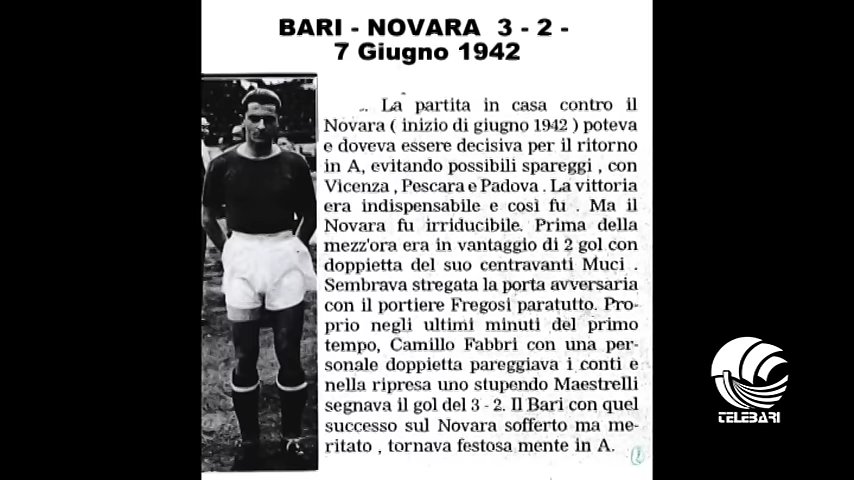 BARI - NOVARA 3 - 2 -
7 Giugno 1942
.. La partita in casa contro il
Novara ( inizio di giugno 1942 ) poteva
e doveva essere decisiva per il ritorno
in A, evitando possibili spareggi , con
Vicenza , Pescara e Padova . La vittoria
era indispensabile e così fu . Ma il
Novara fu irriducibile. Prima della
mezz'ora era in vantaggio di 2 gol con
doppietta del suo centravanti Muci .
Sembrava stregata la porta avversaria
con il portiere Fregosi paratutto. Pro-
prio negli ultimi minuti del primo
tempo, Camillo Fabbri con una per-
sonale doppietta pareggiava i conti e
nella ripresa uno stupendo Maestrelli
segnava il gol del 3 - 2. Il Bari con quel
successo sul Novara sofferto ma me-
ritato , tornava festosa mente in A.
TELEBARI